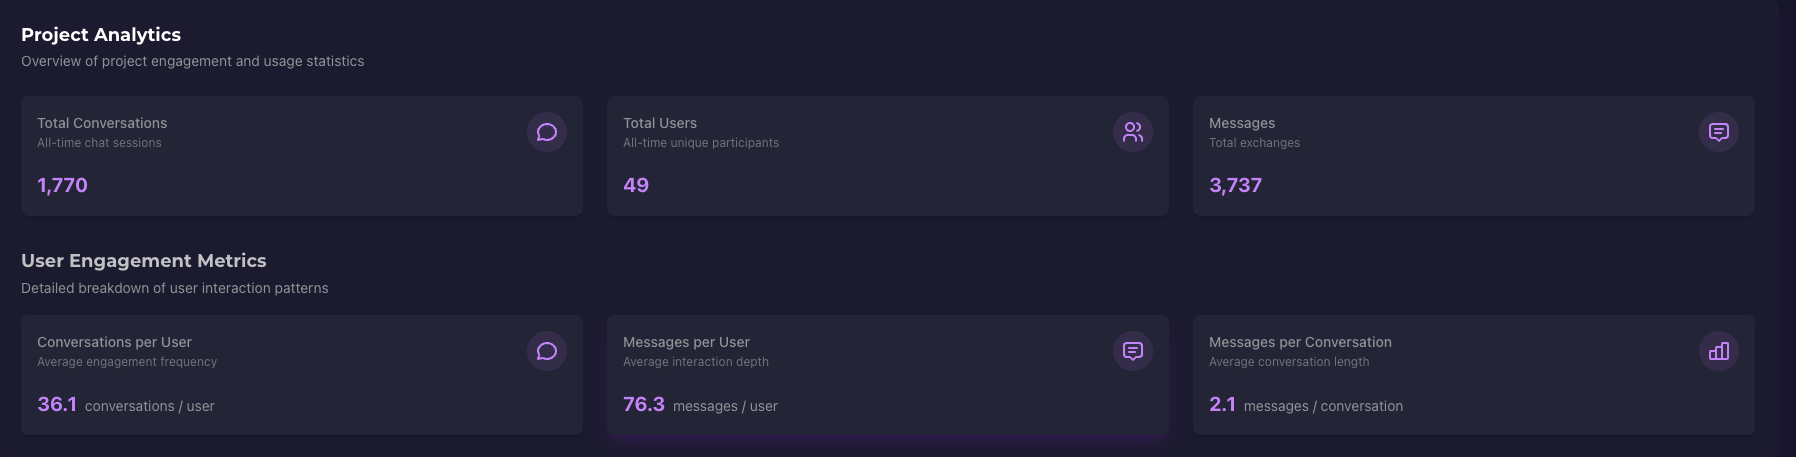 Project Analytics
Overview of project engagement and usage statistics
Total Conversations
All-time chat sessions
1,770
Total Users
All-time unique participants
49
Messages
Total exchanges
3,737
User Engagement Metrics
Detailed breakdown of user interaction patterns
Conversations per User
Average engagement frequency
36.1 conversations / user
Messages per User
Average interaction depth
76.3 messages / user
Messages per Conversation
Average conversation length
2.1 messages / conversation